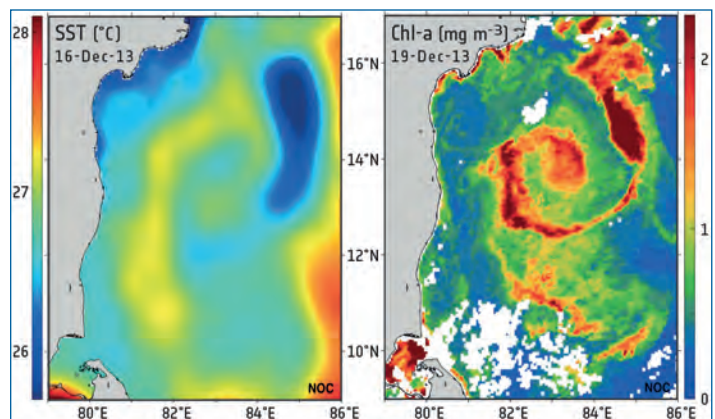 28
SST (°C)
16-Dec-13
27
26
NOC
80°E
82°E
84°E
86°E
16°N
14°N
12°N
10°N
Chl-a (mg m⁻³)
19-Dec-13
NOC
80°E
82°E
84°E
86°E
2
1
0